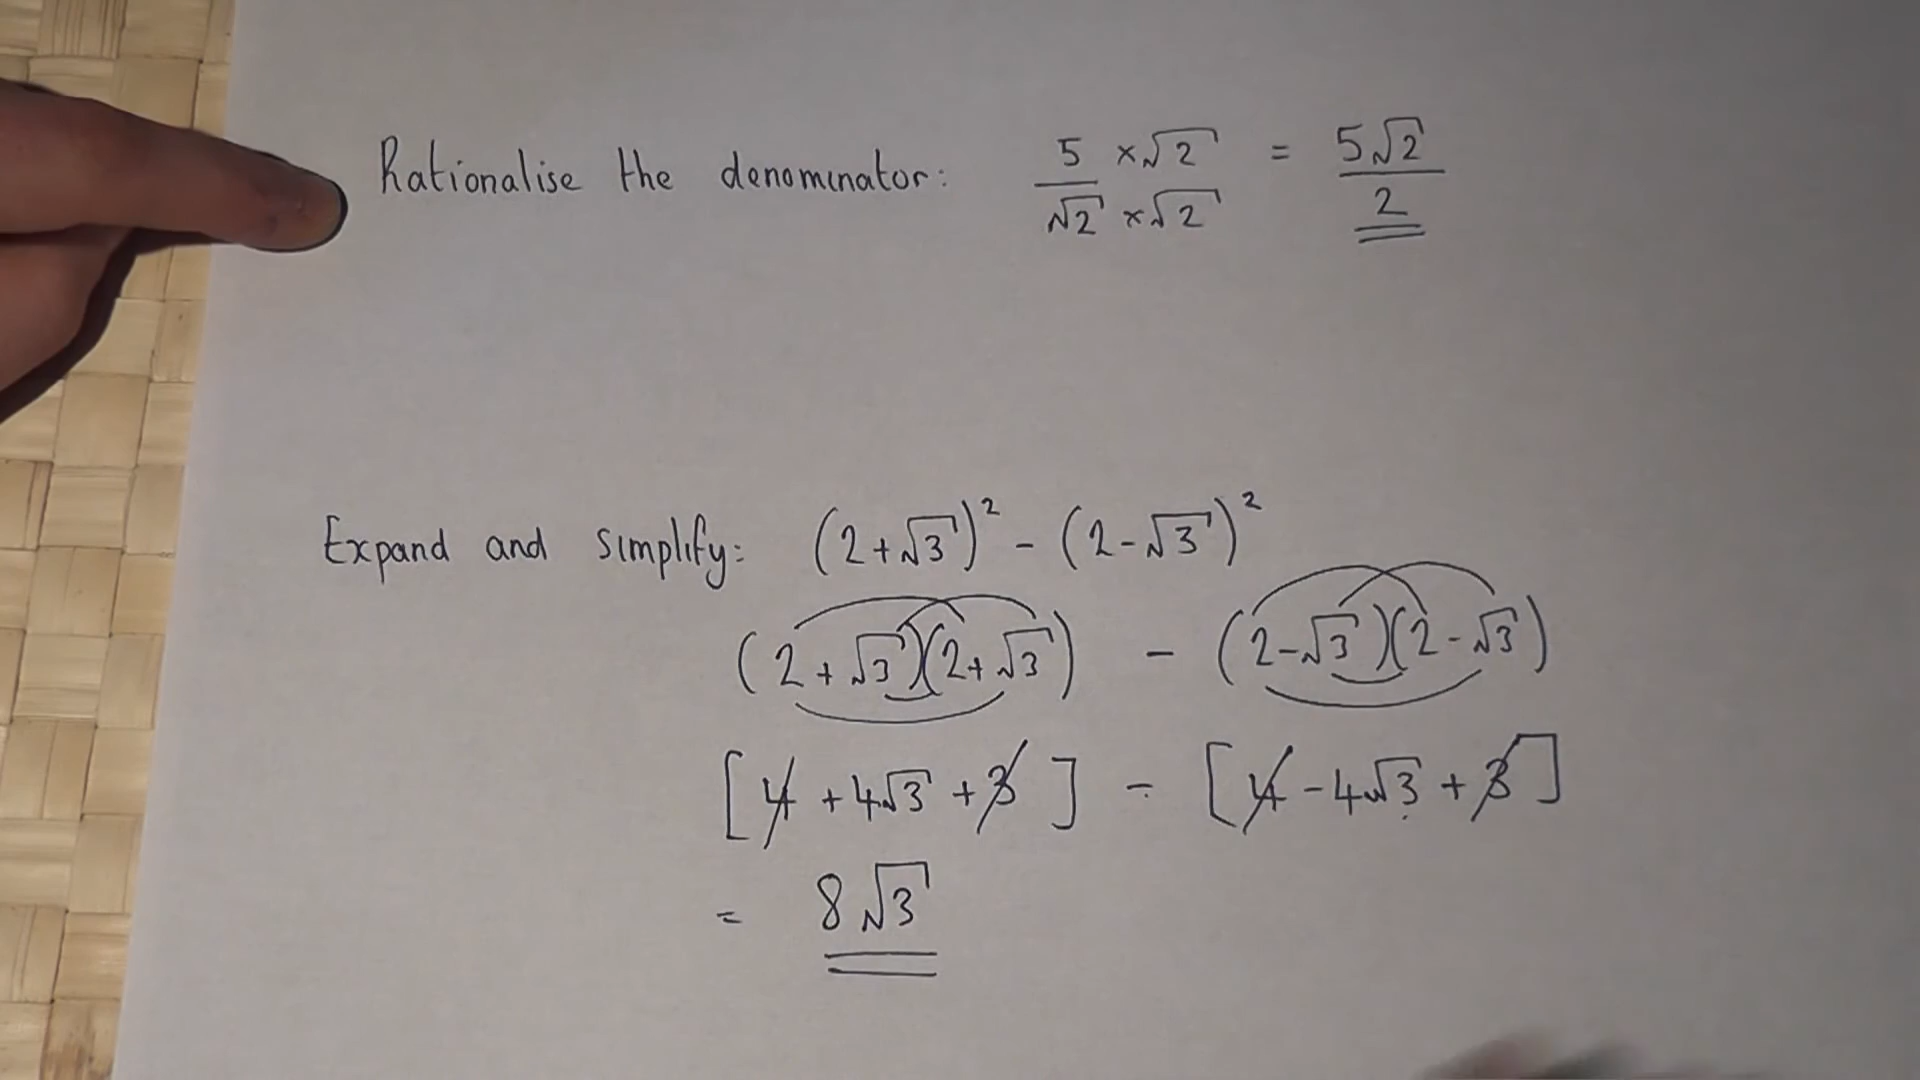 Rationalise the denominator: 5/√2 ×√2/×√2 = 5√2/2
Expand and simplify: (2+√3)² - (2-√3)²
(2+√3)(2+√3) - (2-√3)(2-√3)
[4+4√3+3] - [4-4√3+3]
= 8√3